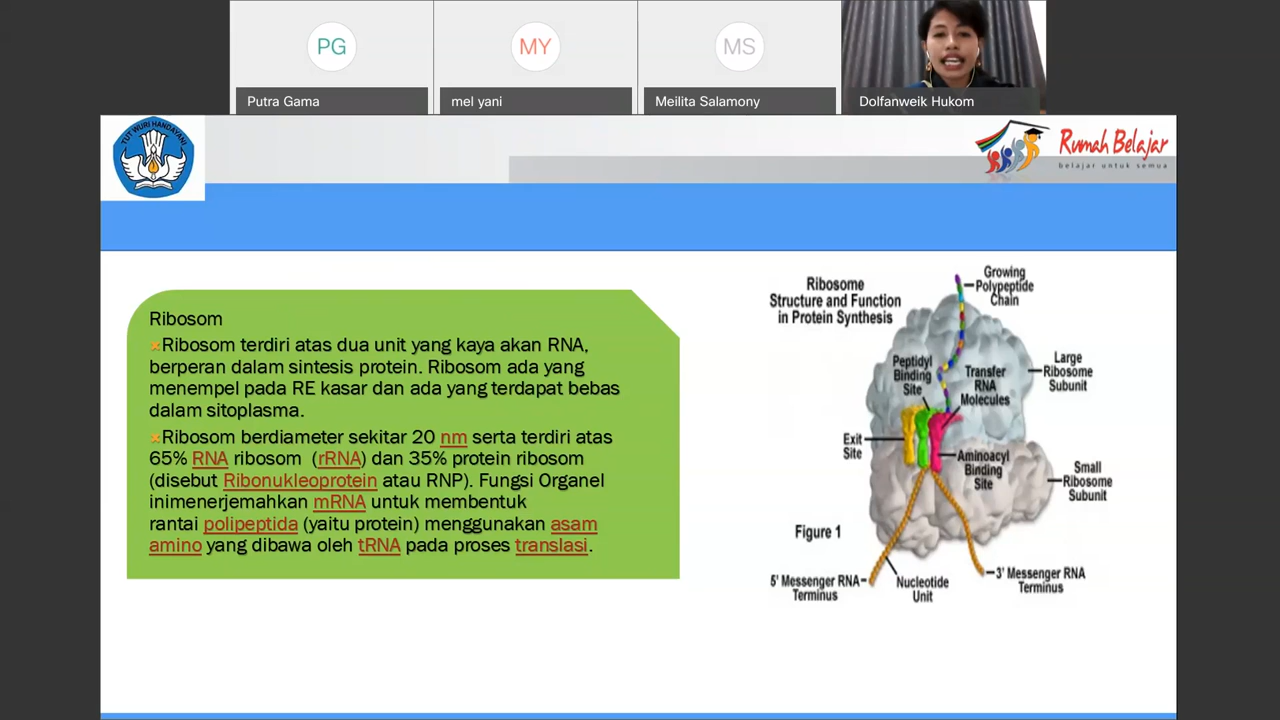 PG
MY
MS
Putra Gama
mel yani
Meilita Salamony
Dolfanweik Hukom
TUT WURI HANDAYANI
Rumah Belajar
belajar untuk semua
Ribosom
Ribosom terdiri atas dua unit yang kaya akan RNA,
berperan dalam sintesis protein. Ribosom ada yang
menempel pada RE kasar dan ada yang terdapat bebas
dalam sitoplasma.
Ribosom berdiameter sekitar 20 nm serta terdiri atas
65% RNA ribosom (rRNA) dan 35% protein ribosom
(disebut Ribonukleoprotein atau RNP). Fungsi Organel
inimenerjemahkan mRNA untuk membentuk
rantai polipeptida (yaitu protein) menggunakan asam
amino yang dibawa oleh tRNA pada proses translasi.
Ribosome
Structure and Function
in Protein Synthesis
Growing
Polypeptide
Chain
Peptidyl
Binding
Site
Transfer
RNA
Molecules
Large
Ribosome
Subunit
Exit
Site
Aminoacyl
Binding
Site
Small
Ribosome
Subunit
Figure 1
5' Messenger RNA
Terminus
Nucleotide
Unit
3' Messenger RNA
Terminus